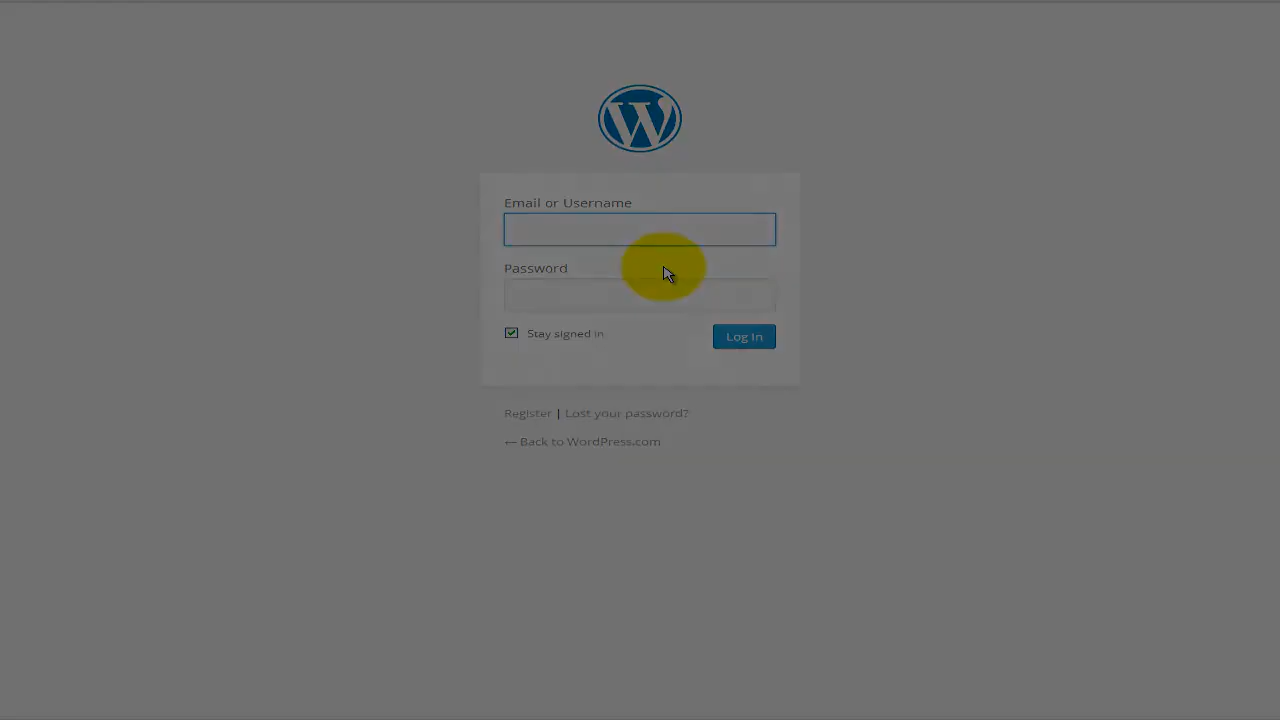 Email or Username
Password
Stay signed in
Log In
Register | Lost your password?
← Back to WordPress.com